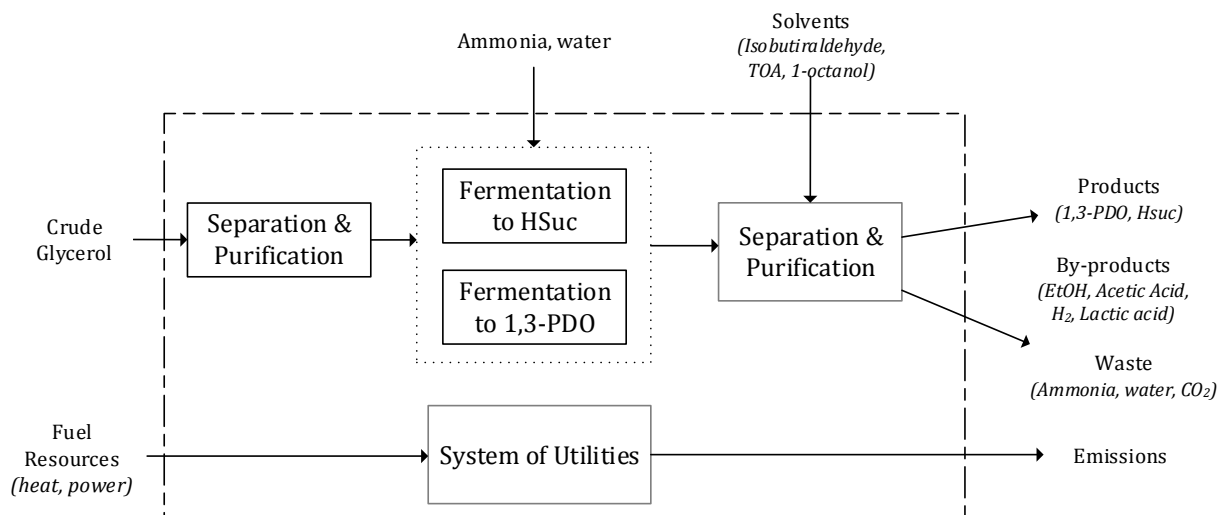 Solvents
(Isobutiraldehyde,
TOA, 1-octanol)
Ammonia, water
Crude
Glycerol
Separation &
Purification
Fermentation
to HSuc
Fermentation
to 1,3-PDO
Separation &
Purification
Products
(1,3-PDO, Hsuc)
By-products
(EtOH, Acetic Acid,
H₂, Lactic acid)
Waste
(Ammonia, water, CO₂)
Fuel
Resources
(heat, power)
System of Utilities
Emissions